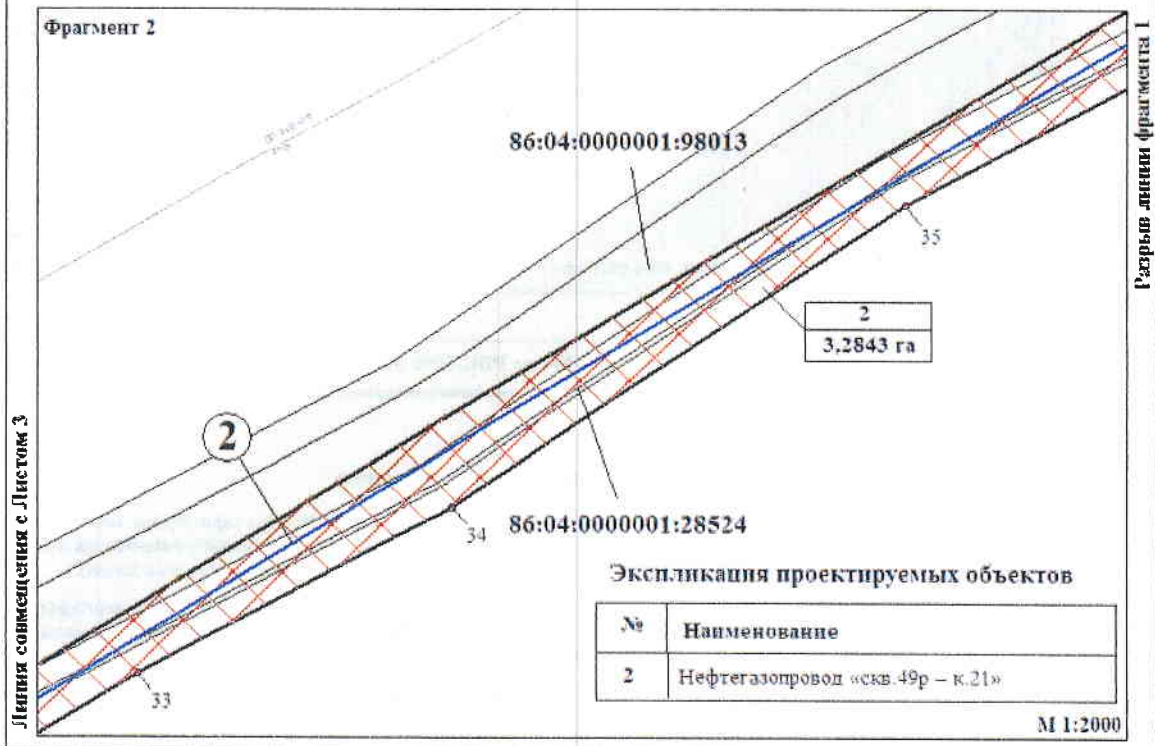 Фрагмент 2
Разрыв линии фрагмента 1
86:04:0000001:98013
35
2
3,2843 га
2
Линия совмещения с Листом 3
34
86:04:0000001:28524
33
Экспликация проектируемых объектов
№ Наименование
2 Нефтегазопровод «скв.49р – к.21»
М 1:2000